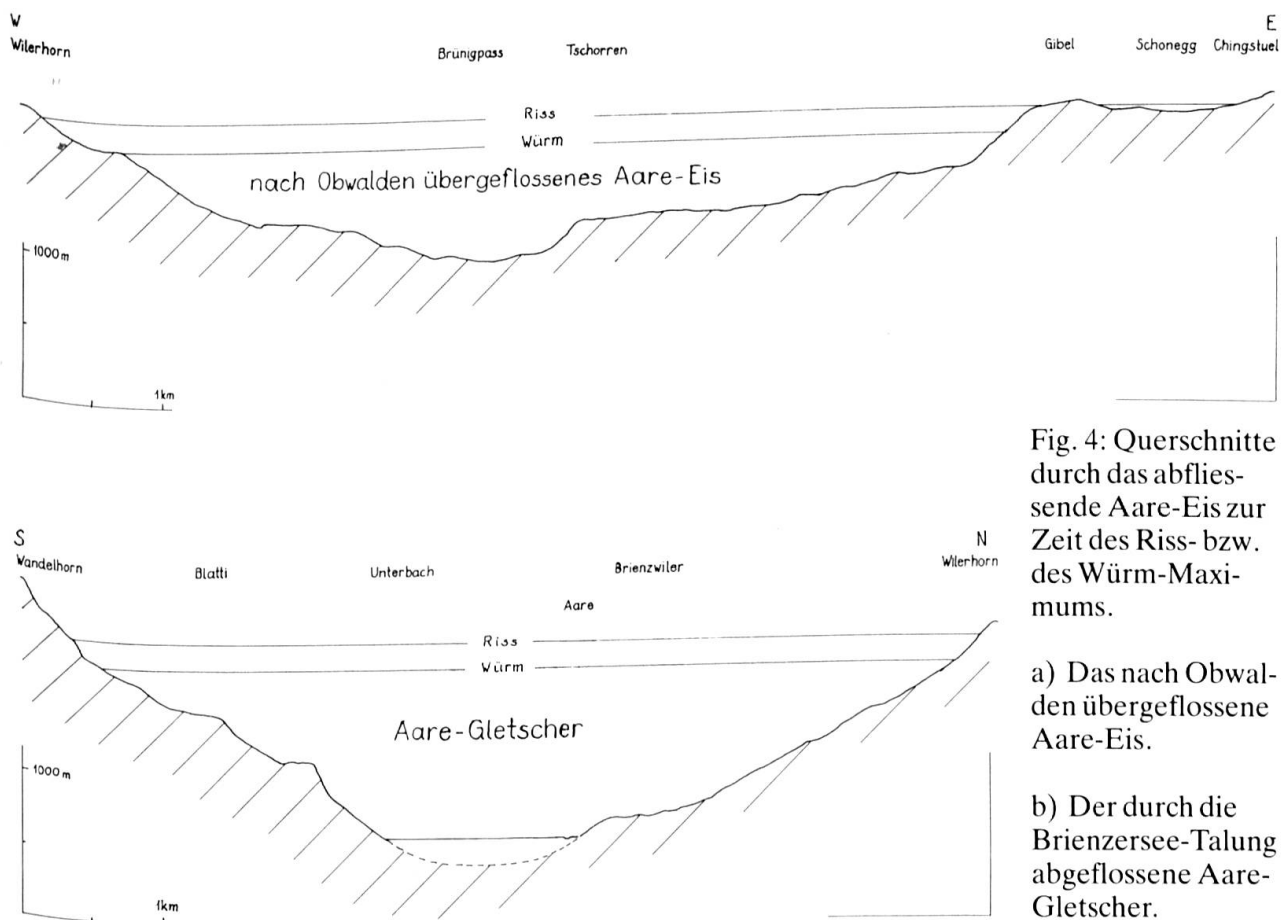 W
E
Wilerhorn
Brünigpass
Tschorren
Gibel
Schonegg
Chingstuel
Riss
Würm
nach Obwalden übergeflossenes Aare-Eis
1000 m
1km
Fig. 4: Querschnitte
durch das abflies-
sende Aare-Eis zur
Zeit des Riss- bzw.
des Würm-Maxi-
mums.
a) Das nach Obwal-
den übergeflossene
Aare-Eis.
b) Der durch die
Brienzersee-Talung
abgeflossene Aare-
Gletscher.
S
N
Wandelhorn
Blatti
Unterbach
Brienzwiler
Wilerhorn
Aare
Riss
Würm
Aare-Gletscher
1000 m
1km